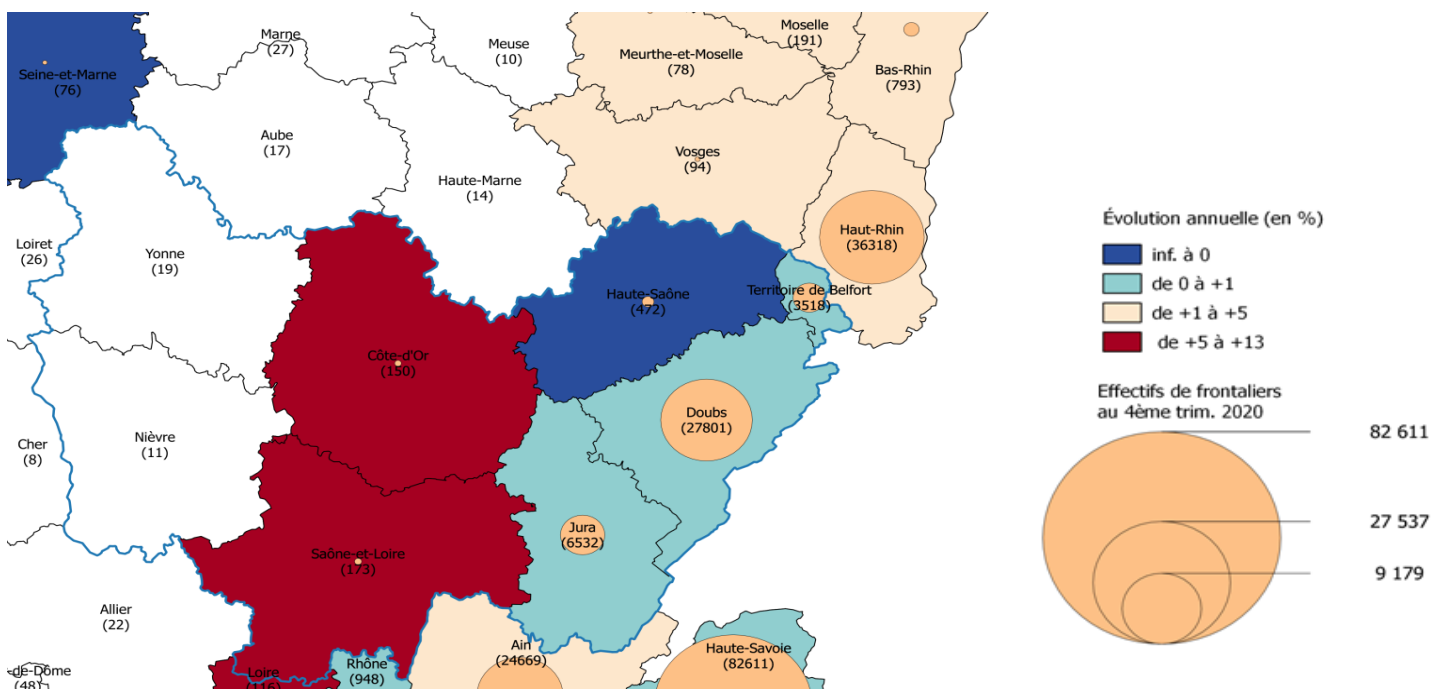 Marne
(27)
Meuse
(10)
Moselle
(191)
Meurthe-et-Moselle
(78)
Bas-Rhin
(793)
Seine-et-Marne
(76)
Aube
(17)
Vosges
(94)
Haute-Marne
(14)
Haut-Rhin
(36318)
Loiret
(26)
Yonne
(19)
Haute-Saône
(472)
Territoire de Belfort
(3518)
Côte-d'Or
(150)
Doubs
(27801)
Cher
(8)
Nièvre
(11)
Jura
(6532)
Saône-et-Loire
(173)
Allier
(22)
Ain
(24669)
Haute-Savoie
(82611)
Rhône
(948)
Loire
(116)
-de-Dôme
(48)
Évolution annuelle (en %)
inf. à 0
de 0 à +1
de +1 à +5
de +5 à +13
Effectifs de frontaliers
au 4ème trim. 2020
82 611
27 537
9 179